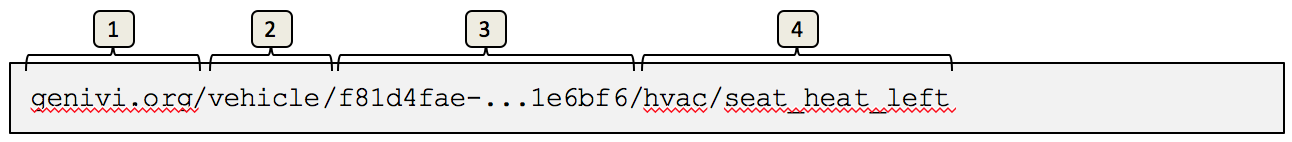 1 2 3 4
genivi.org/vehicle/f81d4fae-...1e6bf6/hvac/seat_heat_left